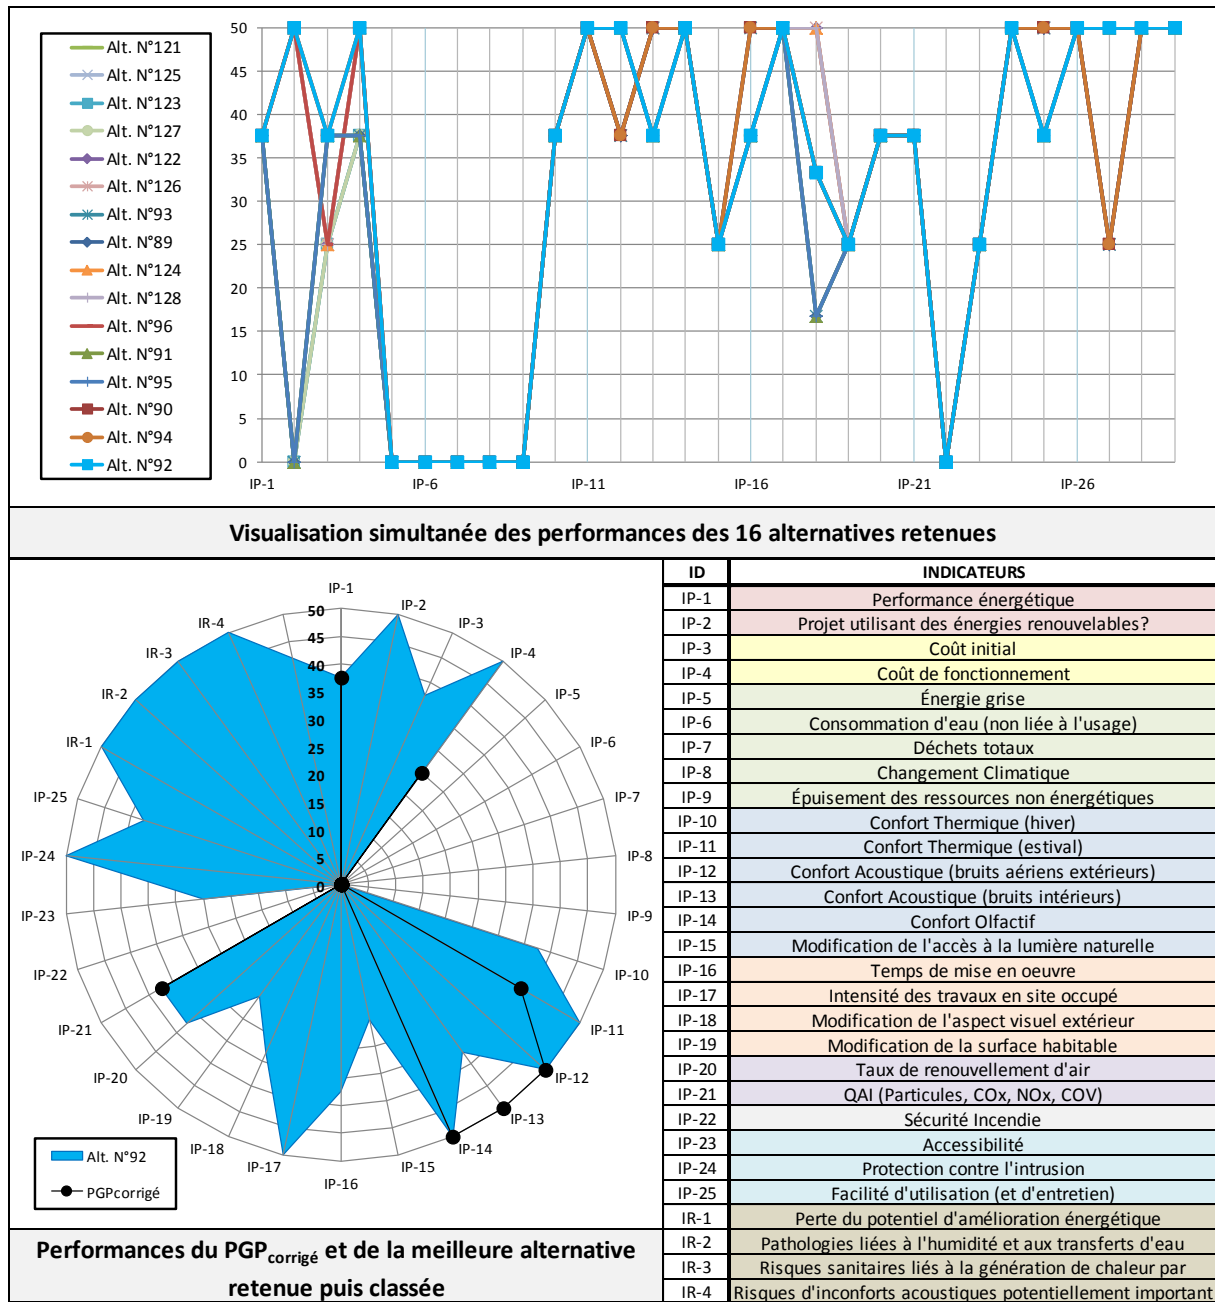 50
45
40
35
30
25
20
15
10
5
0
IP-1
IP-6
IP-11
IP-16
IP-21
IP-26
Alt. N°121
Alt. N°125
Alt. N°123
Alt. N°127
Alt. N°122
Alt. N°126
Alt. N°93
Alt. N°89
Alt. N°124
Alt. N°128
Alt. N°96
Alt. N°91
Alt. N°95
Alt. N°90
Alt. N°94
Alt. N°92
Visualisation simultanée des performances des 16 alternatives retenues
IP-1
IP-2
IP-3
IP-4
IP-5
IP-6
IP-7
IP-8
IP-9
IP-10
IP-11
IP-12
IP-13
IP-14
IP-15
IP-16
IP-17
IP-18
IP-19
IP-20
IP-21
IP-22
IP-23
IP-24
IP-25
IR-1
IR-2
IR-3
IR-4
50
45
40
35
30
25
20
15
10
5
0
Alt. N°92
PGPcorrigé
Performances du PGPcorrigé et de la meilleure alternative
retenue puis classée
ID INDICATEURS
IP-1 Performance énergétique
IP-2 Projet utilisant des énergies renouvelables?
IP-3 Coût initial
IP-4 Coût de fonctionnement
IP-5 Énergie grise
IP-6 Consommation d'eau (non liée à l'usage)
IP-7 Déchets totaux
IP-8 Changement Climatique
IP-9 Épuisement des ressources non énergétiques
IP-10 Confort Thermique (hiver)
IP-11 Confort Thermique (estival)
IP-12 Confort Acoustique (bruits aériens extérieurs)
IP-13 Confort Acoustique (bruits intérieurs)
IP-14 Confort Olfactif
IP-15 Modification de l'accès à la lumière naturelle
IP-16 Temps de mise en oeuvre
IP-17 Intensité des travaux en site occupé
IP-18 Modification de l'aspect visuel extérieur
IP-19 Modification de la surface habitable
IP-20 Taux de renouvellement d'air
IP-21 QAI (Particules, COx, NOx, COV)
IP-22 Sécurité Incendie
IP-23 Accessibilité
IP-24 Protection contre l'intrusion
IP-25 Facilité d'utilisation (et d'entretien)
IR-1 Perte du potentiel d'amélioration énergétique
IR-2 Pathologies liées à l'humidité et aux transferts d'eau
IR-3 Risques sanitaires liés à la génération de chaleur par
IR-4 Risques d'inconforts acoustiques potentiellement important